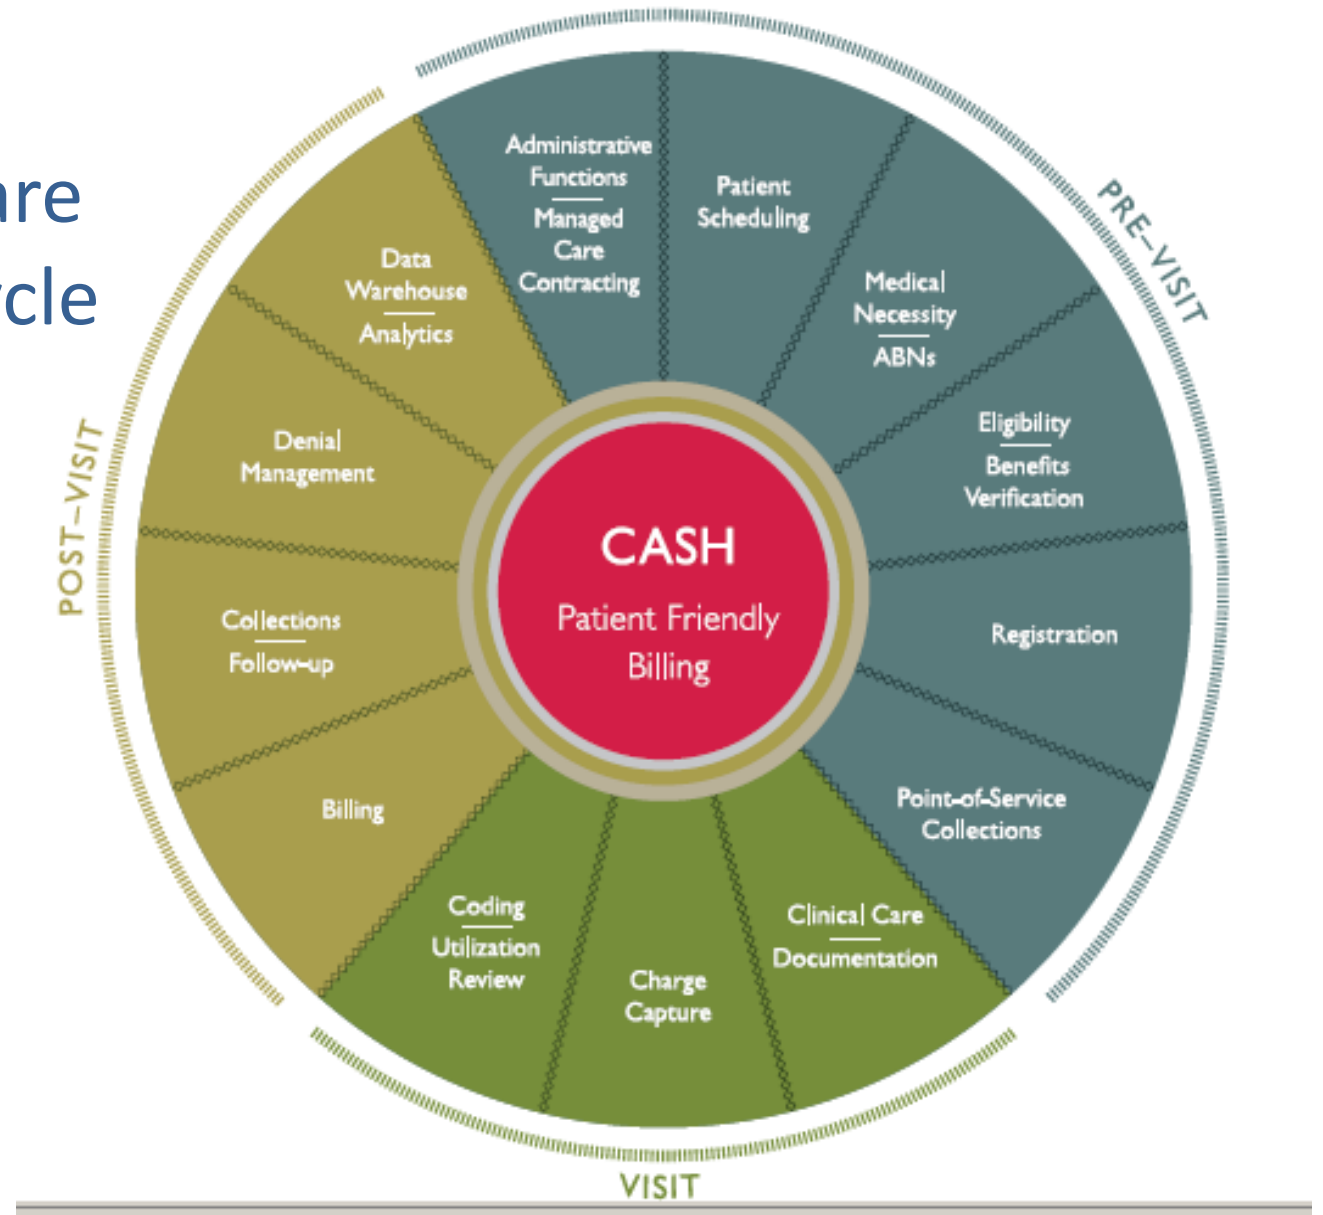 are
cycle
PRE–VISIT
Administrative
Functions
Managed
Care
Contracting
Patient
Scheduling
Medical
Necessity
ABNs
Eligibility
Benefits
Verification
Registration
Point-of-Service
Collections
VISIT
Clinical Care
Documentation
Charge
Capture
Coding
Utilization
Review
POST–VISIT
Billing
Collections
Follow-up
Denial
Management
Data
Warehouse
Analytics
CASH
Patient Friendly
Billing